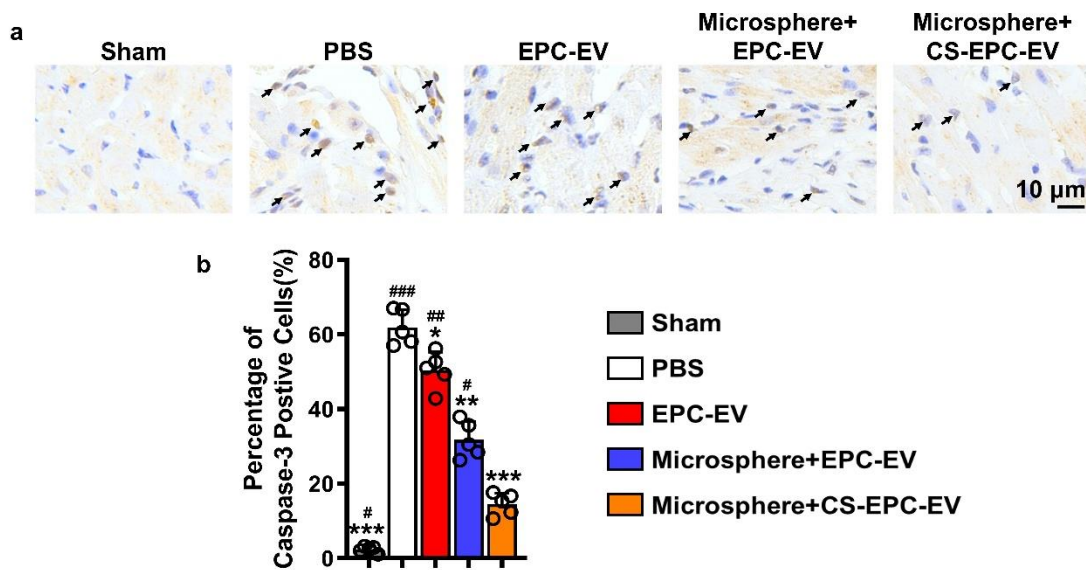 a
Sham
PBS
EPC-EV
Microsphere+
EPC-EV
Microsphere+
CS-EPC-EV
10 μm
b
Percentage of
Caspase-3 Postive Cells(%)
80
60
40
20
0
#
***
###
##
*
#
**
***
Sham
PBS
EPC-EV
Microsphere+EPC-EV
Microsphere+CS-EPC-EV